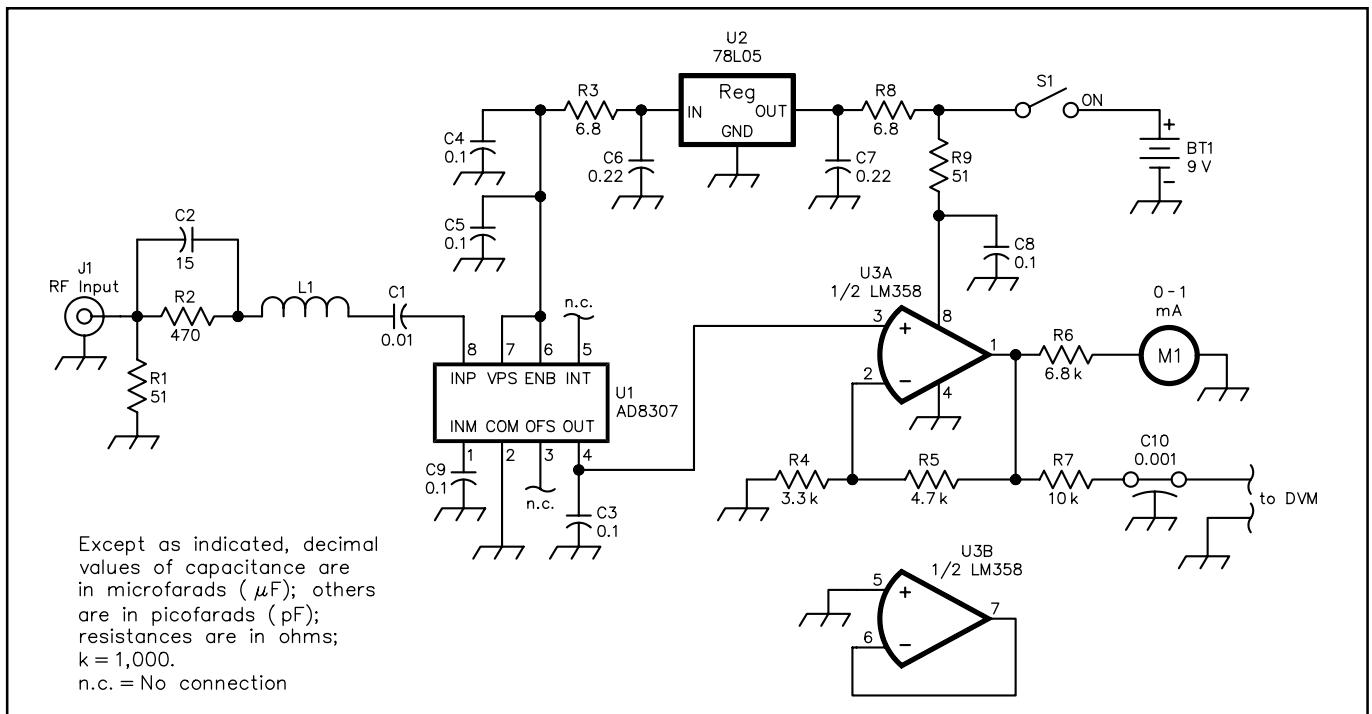 U2
78L05
Reg
IN
OUT
GND
R3
6.8
R8
6.8
S1
ON
+
BT1
9 V
−
C4
0.1
C6
0.22
C7
0.22
R9
51
C5
0.1
C8
0.1
C2
15
J1
RF Input
R2
470
L1
C1
0.01
R1
51
n.c.
8
7
6
5
INP VPS ENB INT
INM COM OFS OUT
U1
AD8307
1
2
3
4
C9
0.1
n.c.
C3
0.1
U3A
1/2 LM358
3
+
8
2
−
4
1
R6
6.8 k
0-1
mA
M1
R4
3.3 k
R5
4.7 k
R7
10 k
C10
0.001
to DVM
U3B
1/2 LM358
5
+
7
6
−
Except as indicated, decimal
values of capacitance are
in microfarads ( μF); others
are in picofarads ( pF);
resistances are in ohms;
k = 1,000.
n.c. = No connection